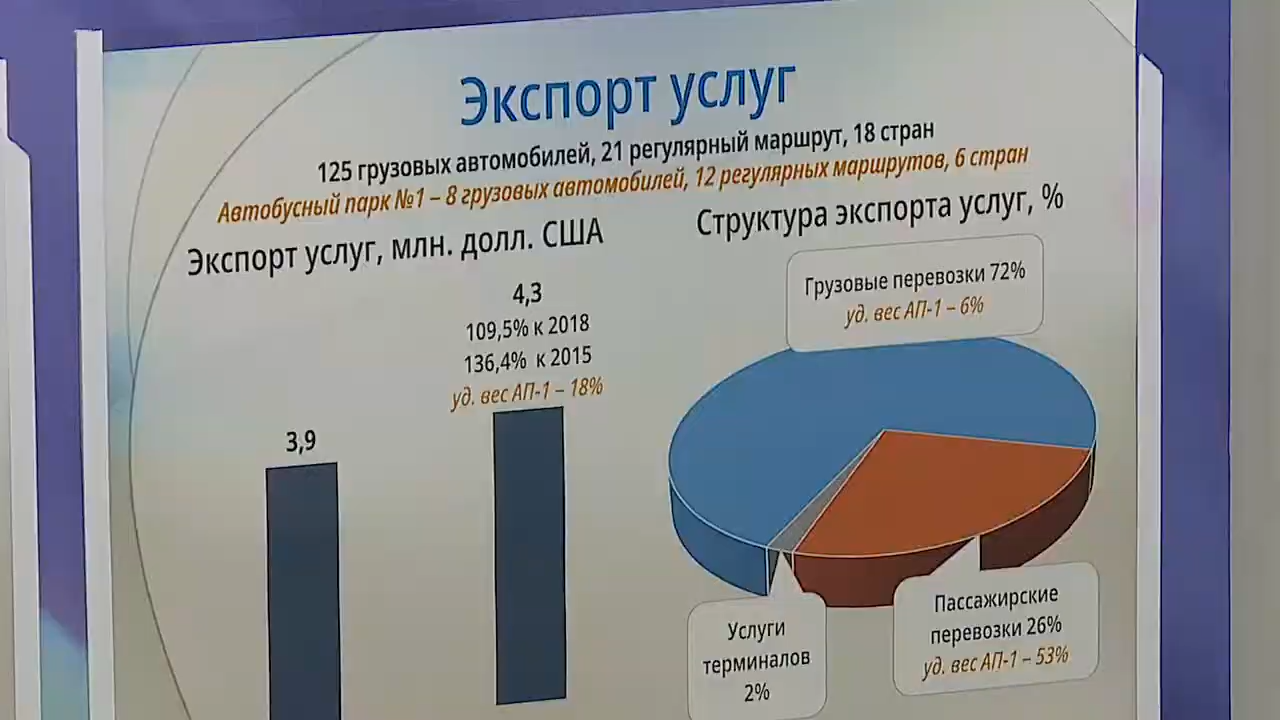 Экспорт услуг
125 грузовых автомобилей, 21 регулярный маршрут, 18 стран
Автобусный парк №1 – 8 грузовых автомобилей, 12 регулярных маршрутов, 6 стран
Экспорт услуг, млн. долл. США
3,9
4,3
109,5% к 2018
136,4% к 2015
уд. вес АП-1 – 18%
Структура экспорта услуг, %
Грузовые перевозки 72%
уд. вес АП-1 – 6%
Услуги
терминалов
2%
Пассажирские
перевозки 26%
уд. вес АП-1 – 53%